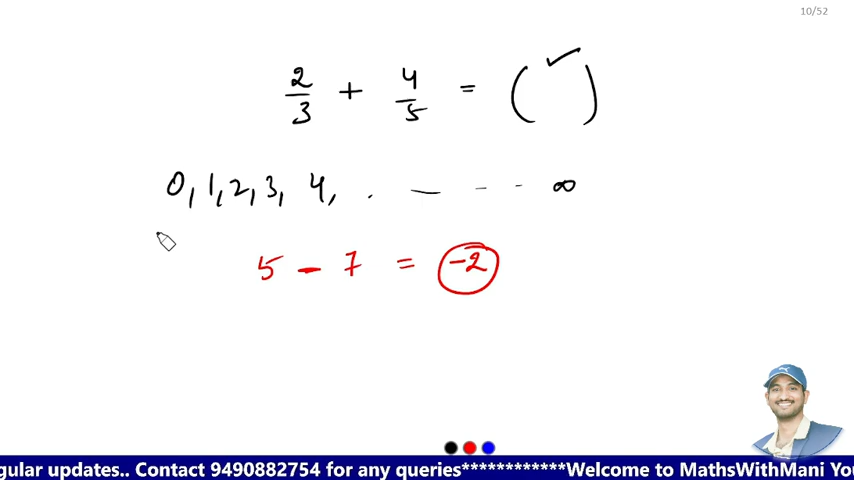 10/52
2/3 + 4/5 = ( ✓ )
0, 1, 2, 3, 4, . — - - - ∞
5 - 7 = -2
gular updates.. Contact 9490882754 for any queries************Welcome to MathsWithMani You